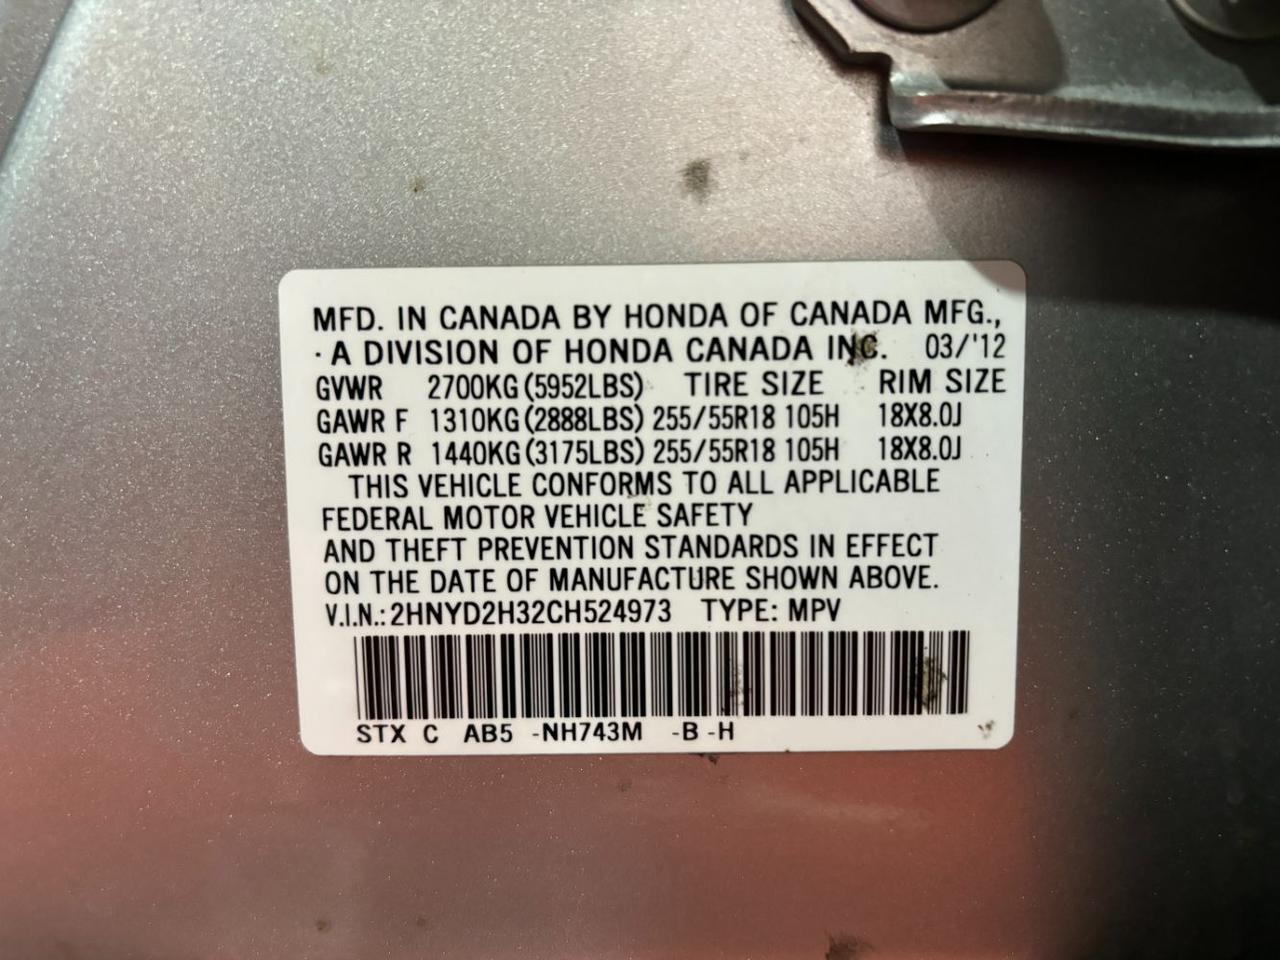 MFD. IN CANADA BY HONDA OF CANADA MFG.,
· A DIVISION OF HONDA CANADA INC. 03/'12
GVWR 2700KG (5952LBS) TIRE SIZE RIM SIZE
GAWR F 1310KG (2888LBS) 255/55R18 105H 18X8.0J
GAWR R 1440KG (3175LBS) 255/55R18 105H 18X8.0J
THIS VEHICLE CONFORMS TO ALL APPLICABLE
FEDERAL MOTOR VEHICLE SAFETY
AND THEFT PREVENTION STANDARDS IN EFFECT
ON THE DATE OF MANUFACTURE SHOWN ABOVE.
V.I.N.: 2HNYD2H32CH524973 TYPE: MPV
STX C AB5 -NH743M -B -H